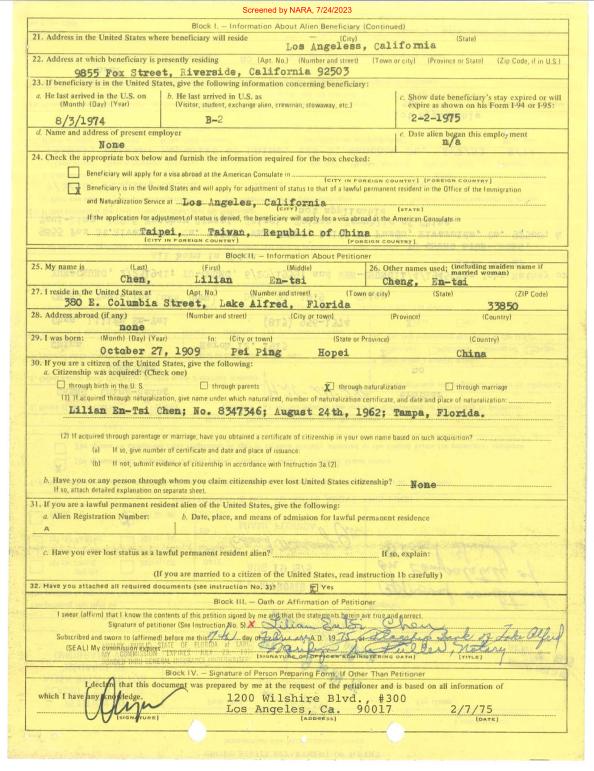 Screened by NARA, 7/24/2023
Block I. – Information About Alien Beneficiary (Continued)
21. Address in the United States where beneficiary will reside (City) (State)
Los Angeless, California
22. Address at which beneficiary is presently residing (Apt. No.) (Number and street) (Town or city) (Province or State) (Zip Code, if in U.S.)
9855 Fox Street, Riverside, California 92503
23. If beneficiary is in the United States, give the following information concerning beneficiary:
a. He last arrived in the U.S. on (Month) (Day) (Year)
8/3/1974
b. He last arrived in U.S. as (Visitor, student, exchange alien, crewman, stowaway, etc.)
B-2
c. Show date beneficiary's stay expired or will expire as shown on his Form I-94 or I-95:
2-2-1975
d. Name and address of present employer
None
e. Date alien began this employment
n/a
24. Check the appropriate box below and furnish the information required for the box checked:
Beneficiary will apply for a visa abroad at the American Consulate in
(CITY IN FOREIGN COUNTRY) (FOREIGN COUNTRY)
x Beneficiary is in the United States and will apply for adjustment of status to that of a lawful permanent resident in the Office of the Immigration
and Naturalization Service at Los Angeles, California
(CITY) (STATE)
If the application for adjustment of status is denied, the beneficiary will apply for a visa abroad at the American Consulate in
Taipei, Taiwan, Republic of China
(CITY IN FOREIGN COUNTRY) (FOREIGN COUNTRY)
Block II. – Information About Petitioner
25. My name is (Last) (First) (Middle)
Chen, Lilian En-tsi
26. Other names used; (including maiden name if married woman)
Cheng, En-tsi
27. I reside in the United States at (Apt. No.) (Number and street) (Town or city) (State) (ZIP Code)
380 E. Columbia Street, Lake Alfred, Florida 33850
28. Address abroad (if any) (Number and street) (City or town) (Province) (Country)
none
29. I was born: (Month) (Day) (Year) In: (City or town) (State or Province) (Country)
October 27, 1909 Pei Ping Hopei China
30. If you are a citizen of the United States, give the following:
a. Citizenship was acquired: (Check one)
through birth in the U. S. through parents X through naturalization through marriage
(1) If acquired through naturalization, give name under which naturalized, number of naturalization certificate, and date and place of naturalization:
Lilian En-Tsi Chen; No. 8347346; August 24th, 1962; Tampa, Florida.
(2) If acquired through parentage or marriage, have you obtained a certificate of citizenship in your own name based on such acquisition?
(a) If so, give number of certificate and date and place of issuance:
(b) If not, submit evidence of citizenship in accordance with Instruction 3a (2).
b. Have you or any person through whom you claim citizenship ever lost United States citizenship? None
If so, attach detailed explanation on separate sheet.
31. If you are a lawful permanent resident alien of the United States, give the following:
a. Alien Registration Number: b. Date, place, and means of admission for lawful permanent residence
A
c. Have you ever lost status as a lawful permanent resident alien? If so, explain:
(If you are married to a citizen of the United States, read instruction 1b carefully)
32. Have you attached all required documents (see instruction No. 3)? x Yes
Block III. – Oath or Affirmation of Petitioner
I swear (affirm) that I know the contents of this petition signed by me and that the statements herein are true and correct.
Signature of petitioner (See Instruction No. 5) X Lilian En-Tsi Chen
Subscribed and sworn to (affirmed) before me this 7th day of February A.D. 1975 at Bank of Lake Alfred
(SEAL) My commission expires Fuller, Notary
(SIGNATURE OF OFFICER ADMINISTERING OATH) (TITLE)
Block IV. – Signature of Person Preparing Form, If Other Than Petitioner
I declare that this document was prepared by me at the request of the petitioner and is based on all information of
which I have any knowledge.
1200 Wilshire Blvd., #300
Los Angeles, Ca. 90017 2/7/75
(SIGNATURE) (ADDRESS) (DATE)